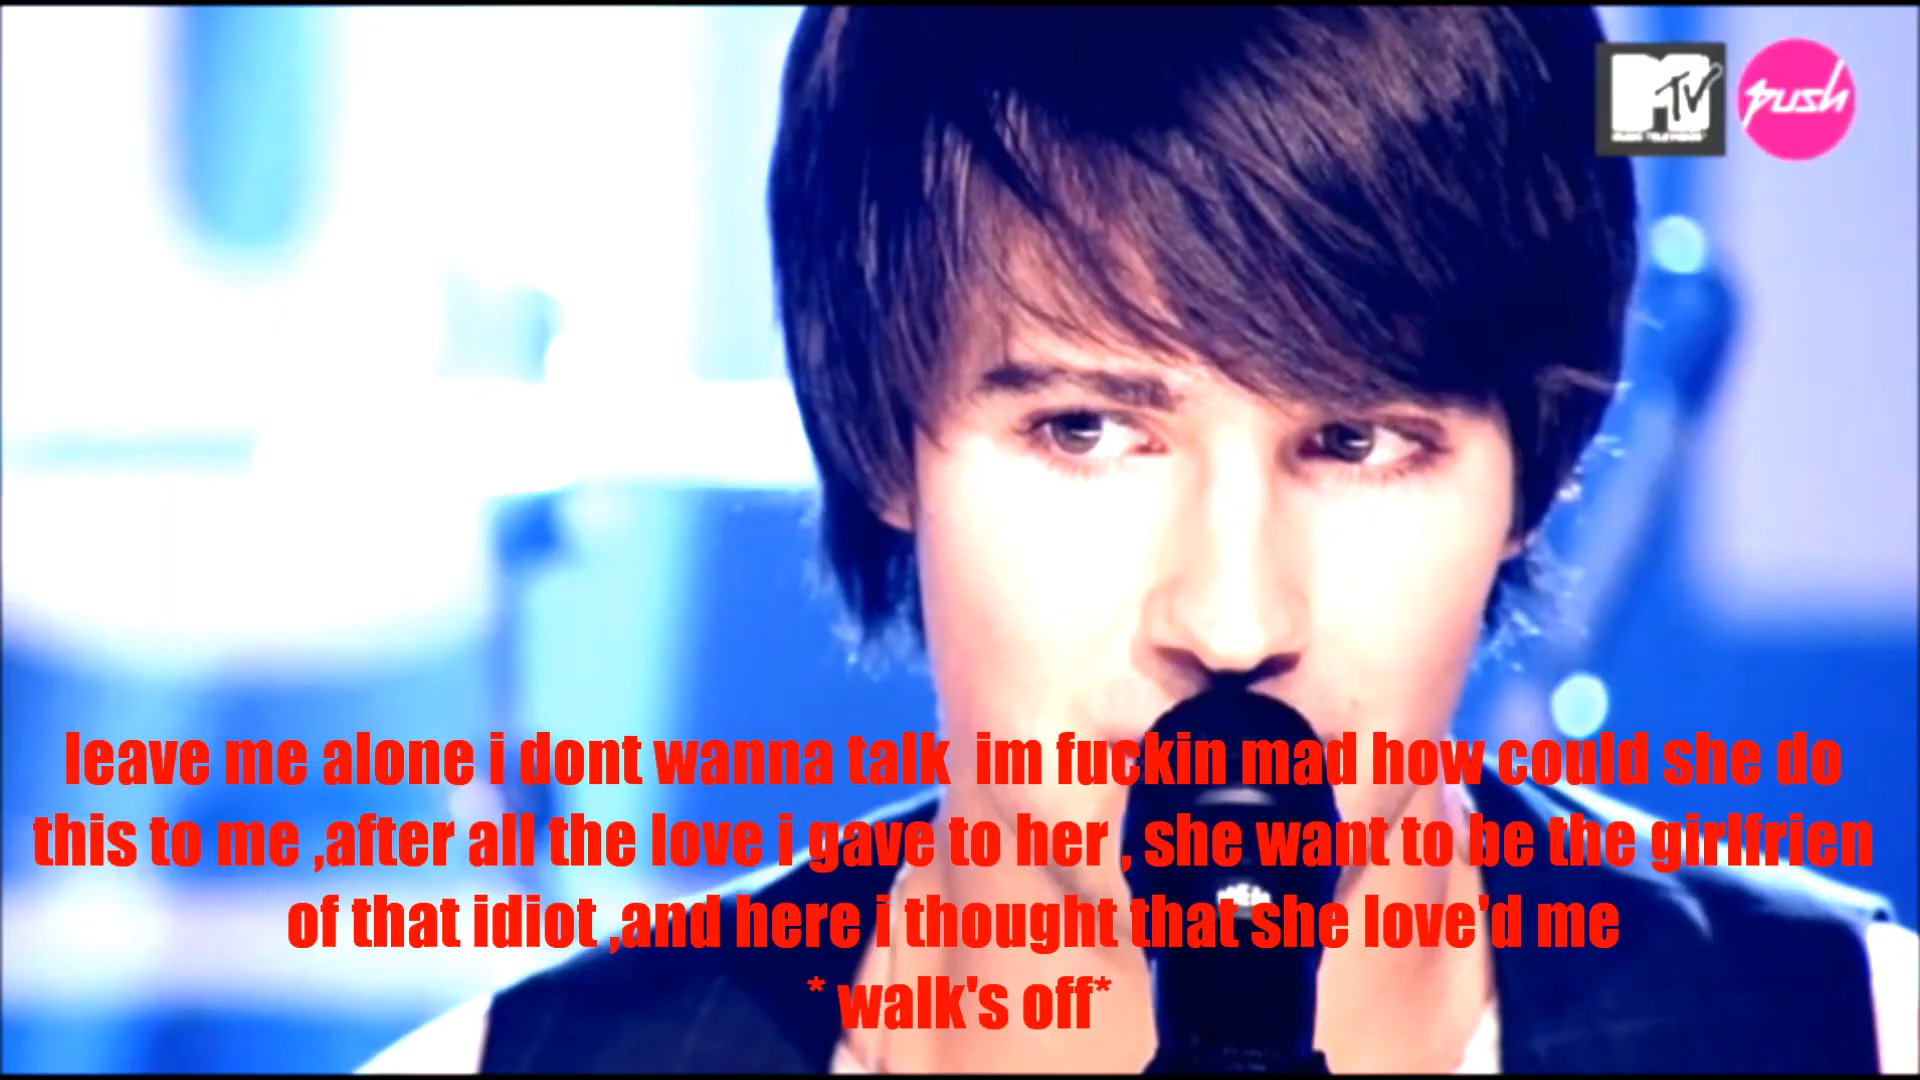 MTV
MUSIC TELEVISION
push
leave me alone i dont wanna talk  im fuckin mad how could she do
this to me ,after all the love i gave to her , she want to be the girlfrien
of that idiot ,and here i thought that she love'd me
* walk's off*